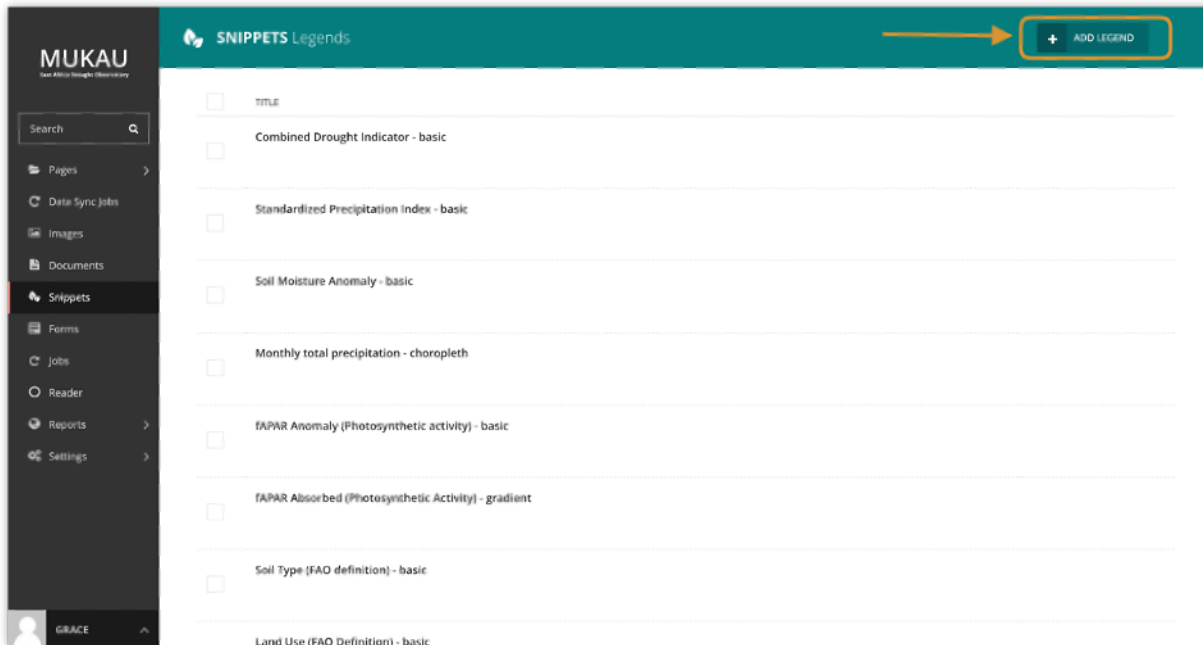 MUKAU
East Africa Drought Observatory
Search
Pages
Data Sync Jobs
Images
Documents
Snippets
Forms
Jobs
Reader
Reports
Settings
GRACE
SNIPPETS Legends
+ ADD LEGEND
TITLE
Combined Drought Indicator - basic
Standardized Precipitation Index - basic
Soil Moisture Anomaly - basic
Monthly total precipitation - choropleth
fAPAR Anomaly (Photosynthetic activity) - basic
fAPAR Absorbed (Photosynthetic Activity) - gradient
Soil Type (FAO definition) - basic
Land Use (FAO Definition) - basic